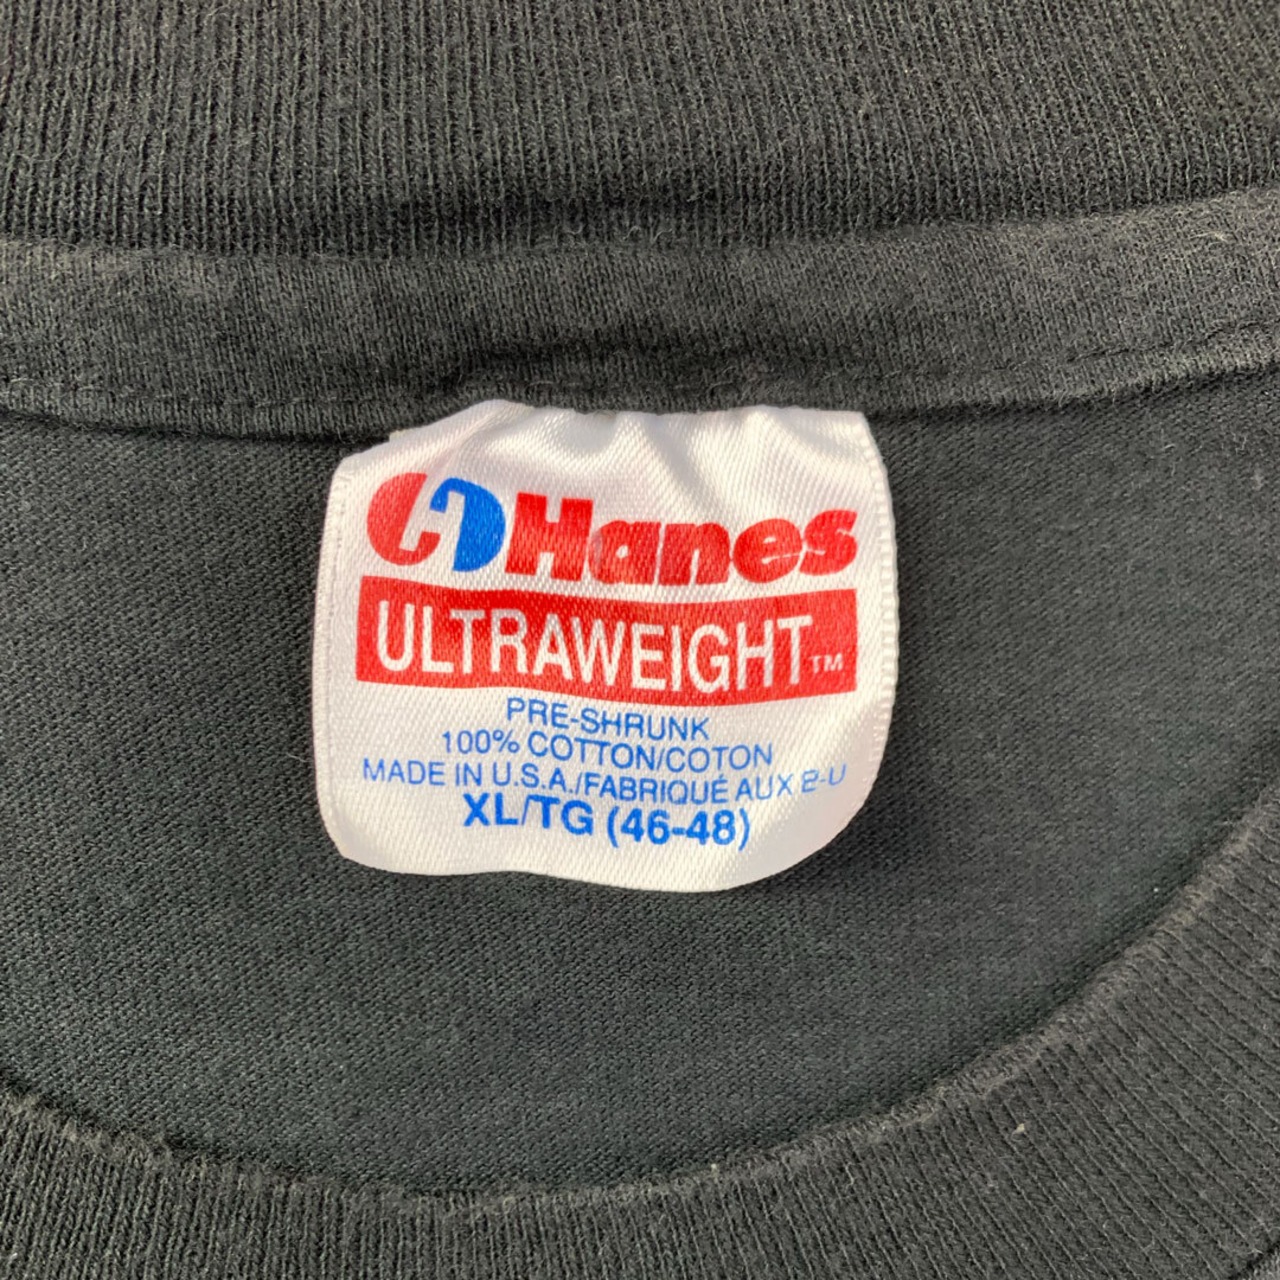 Hanes
ULTRAWEIGHT™
PRE-SHRUNK
100% COTTON/COTON
MADE IN U.S.A./FABRIQUÉ AUX E-U
XL/TG (46-48)